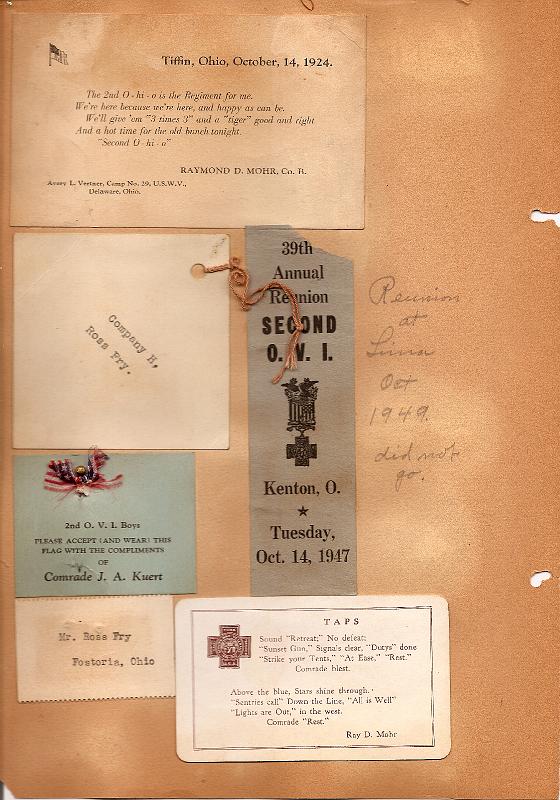 Tiffin, Ohio, October, 14, 1924.
The 2nd O - hi - o is the Regiment for me.
We're here because we're here, and happy as can be.
We'll give 'em "3 times 3" and a "tiger" good and right
And a hot time for the old bunch tonight.
"Second O - hi - o"
RAYMOND D. MOHR, Co. B.
Avery L. Vertner, Camp No. 29, U.S.W.V.,
Delaware, Ohio.
Company H,
Ross Fry.
39th
Annual
Reunion
SECOND
O. V. I.
Kenton, O.
Tuesday,
Oct. 14, 1947
Reunion
at
Lima
Oct
1949
did not
go.
2nd O. V. I. Boys
PLEASE ACCEPT (AND WEAR) THIS
FLAG WITH THE COMPLIMENTS
OF
Comrade J. A. Kuert
Mr. Ross Fry
Fostoria, Ohio
TAPS
Sound "Retreat;" No defeat;
"Sunset Gun," Signals clear, "Dutys" done
"Strike your Tents," "At Ease," "Rest."
Comrade blest.
Above the blue, Stars shine through.
"Sentries call" Down the Line, "All is Well"
"Lights are Out," in the west.
Comrade "Rest."
Ray D. Mohr